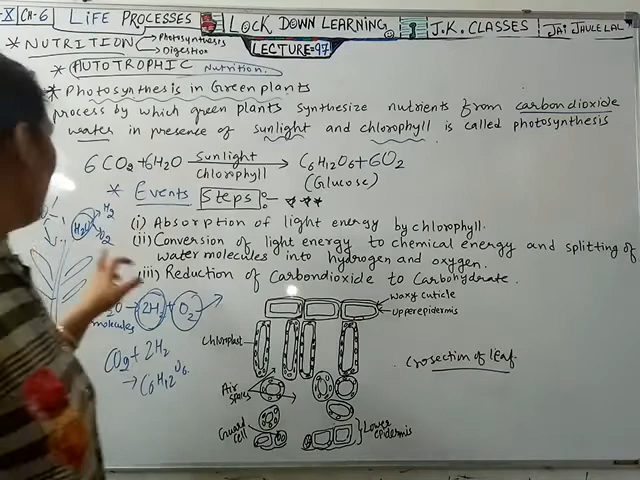 X CH-6 LIFE PROCESSES LOCK DOWN LEARNING J.K. CLASSES JAI JHULELAL
* NUTRITION Photosynthesis
Digestion
LECTURE=97
* AUTOTROPHIC Nutrition.
* Photosynthesis in Green plants
process by which green plants synthesize nutrients from carbondioxide
water in presence of sunlight and chlorophyll is called photosynthesis
6CO2+6H2O Sunlight → C6H12O6+6O2
Chlorophyll (Glucose)
* Events Steps
(i) Absorption of light energy by chlorophyll.
(ii) Conversion of light energy to chemical energy and splitting of
water molecules into hydrogen and oxygen.
(iii) Reduction of Carbondioxide to Carbohydrate.
H2O H2
O2
2H2 + O2
molecules
CO2 + 2H2
→ C6H12O6
Waxy cuticle
Upperepidermis
Chloroplast
Crosection of leaf
Air
spaces
Guard
cell
Lower
epidermis